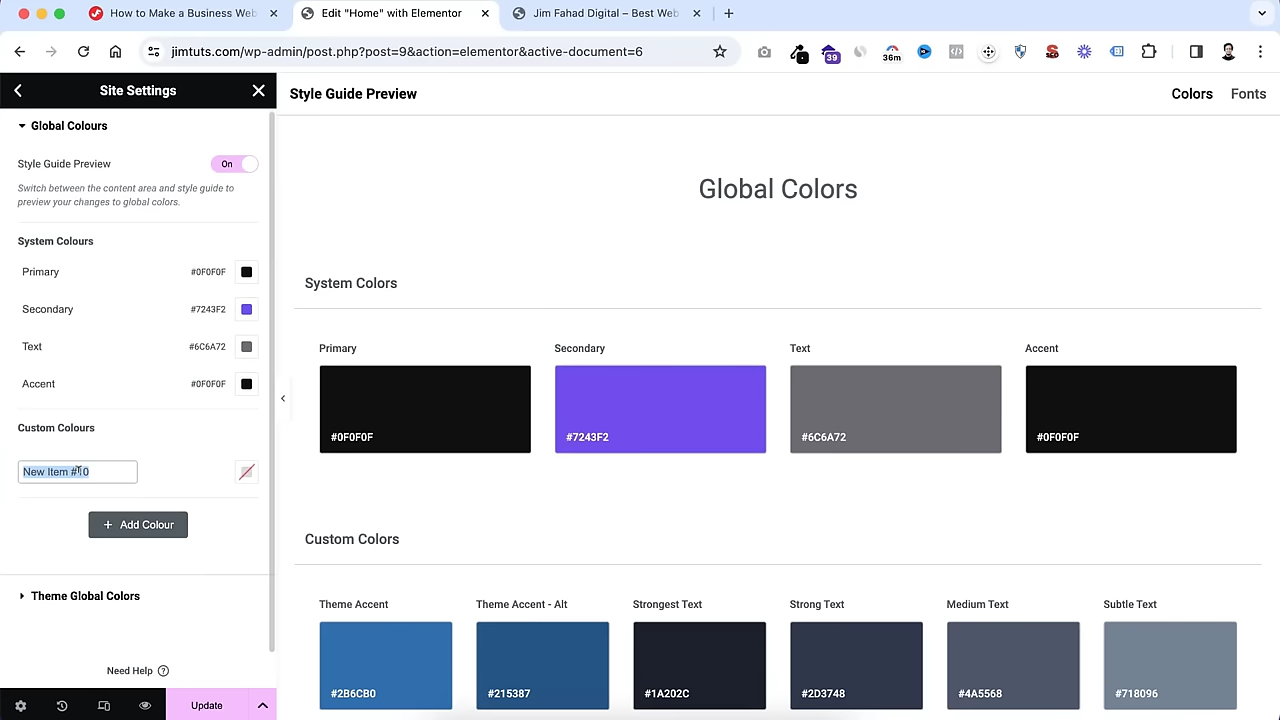 How to Make a Business Web
Edit "Home" with Elementor
Jim Fahad Digital – Best Web
jimtuts.com/wp-admin/post.php?post=9&action=elementor&active-document=6
39
36m
Site Settings
Style Guide Preview
Colors
Fonts
Global Colours
Style Guide Preview
On
Switch between the content area and style guide to
preview your changes to global colors.
System Colours
Primary #0F0F0F
Secondary #7243F2
Text #6C6A72
Accent #0F0F0F
Custom Colours
New Item #10
+ Add Colour
Theme Global Colors
Need Help ?
Update
Global Colors
System Colors
Primary Secondary Text Accent
#0F0F0F #7243F2 #6C6A72 #0F0F0F
Custom Colors
Theme Accent Theme Accent - Alt Strongest Text Strong Text Medium Text Subtle Text
#2B6CB0 #215387 #1A202C #2D3748 #4A5568 #718096